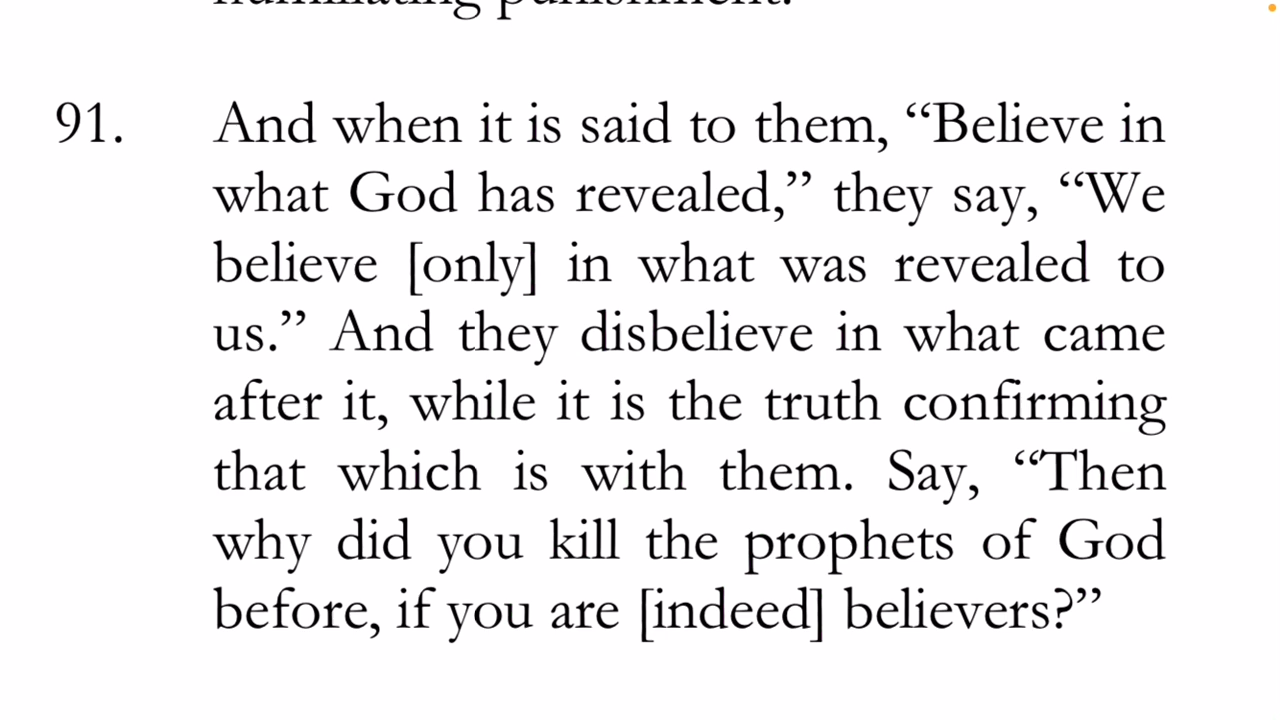 humiliating punishment.
91. And when it is said to them, “Believe in
what God has revealed,” they say, “We
believe [only] in what was revealed to
us.” And they disbelieve in what came
after it, while it is the truth confirming
that which is with them. Say, “Then
why did you kill the prophets of God
before, if you are [indeed] believers?”